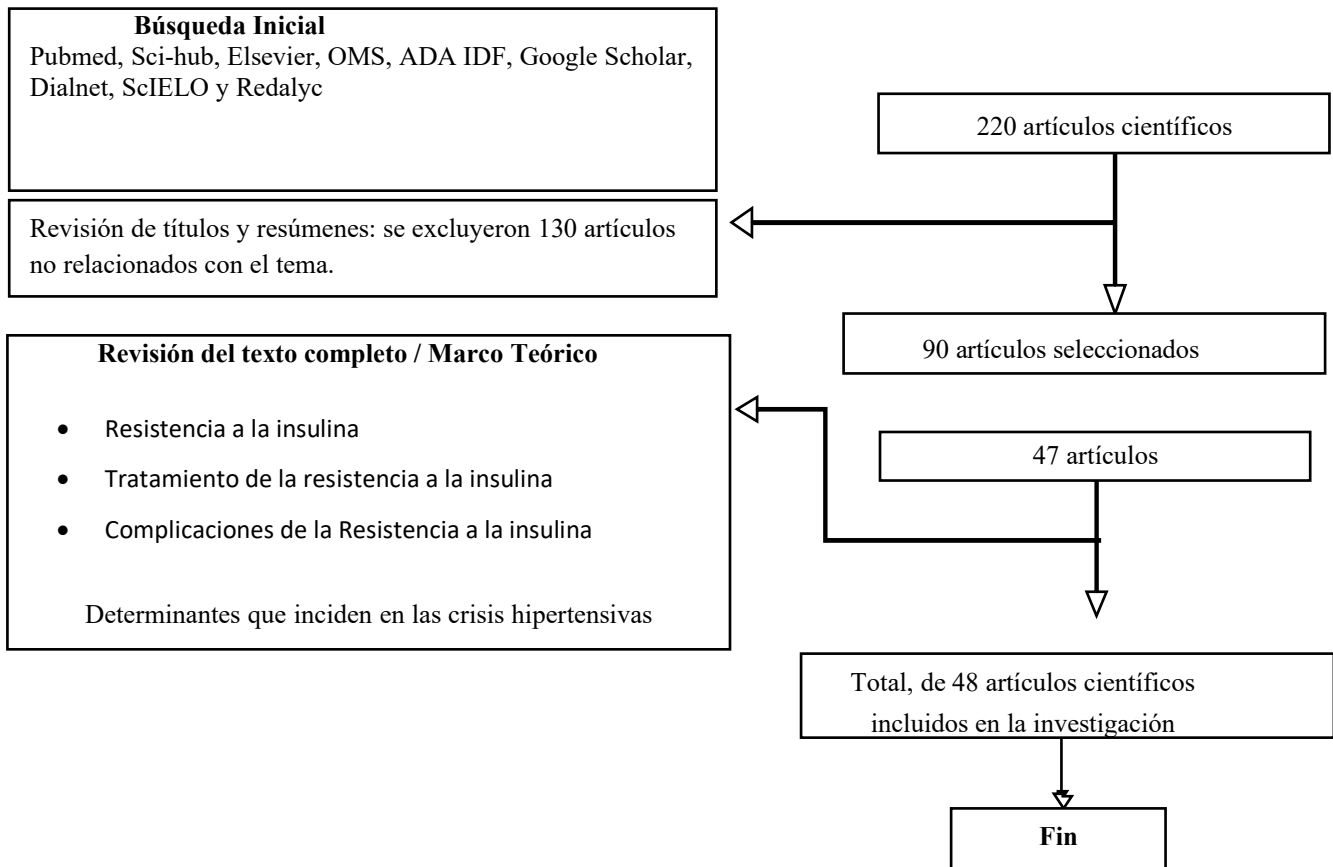 Búsqueda Inicial
Pubmed, Sci-hub, Elsevier, OMS, ADA IDF, Google Scholar,
Dialnet, ScIELO y Redalyc
220 artículos científicos
Revisión de títulos y resúmenes: se excluyeron 130 artículos
no relacionados con el tema.
90 artículos seleccionados
Revisión del texto completo / Marco Teórico
• Resistencia a la insulina
• Tratamiento de la resistencia a la insulina
• Complicaciones de la Resistencia a la insulina
Determinantes que inciden en las crisis hipertensivas
47 artículos
Total, de 48 artículos científicos
incluidos en la investigación
Fin